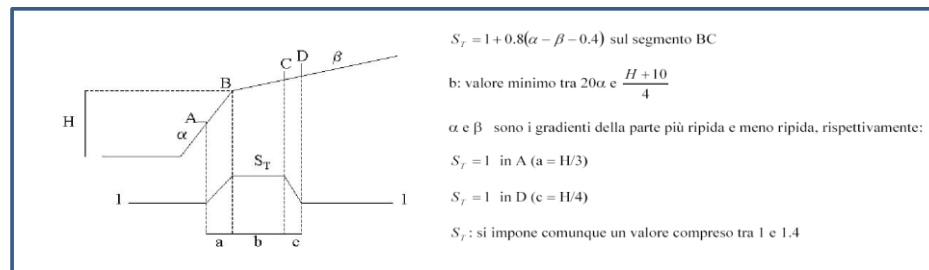 S_T = 1 + 0.8(α − β − 0.4) sul segmento BC
b: valore minimo tra 20α e (H + 10)/4
α e β sono i gradienti della parte più ripida e meno ripida, rispettivamente:
S_T = 1 in A (a = H/3)
S_T = 1 in D (c = H/4)
S_T : si impone comunque un valore compreso tra 1 e 1.4
C D β
B
H A
α
S_T
1 1
a b c